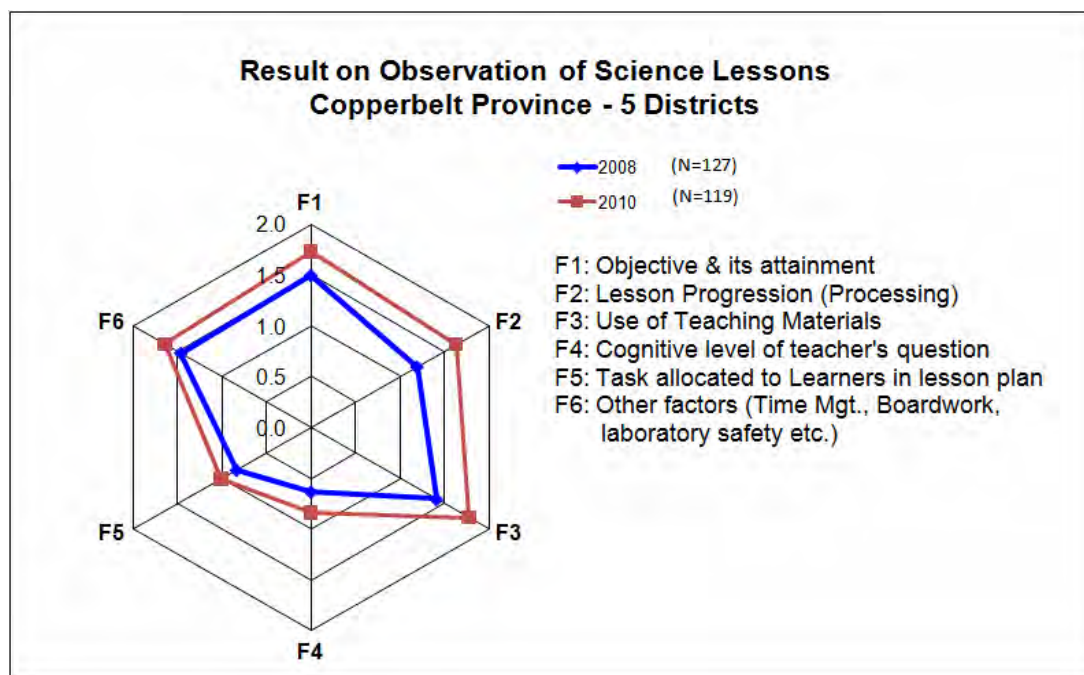 Result on Observation of Science Lessons
Copperbelt Province - 5 Districts
2008 (N=127)
2010 (N=119)
F1
2.0
1.5
1.0
0.5
0.0
F2
F3
F4
F5
F6
F1: Objective & its attainment
F2: Lesson Progression (Processing)
F3: Use of Teaching Materials
F4: Cognitive level of teacher's question
F5: Task allocated to Learners in lesson plan
F6: Other factors (Time Mgt., Boardwork,
laboratory safety etc.)